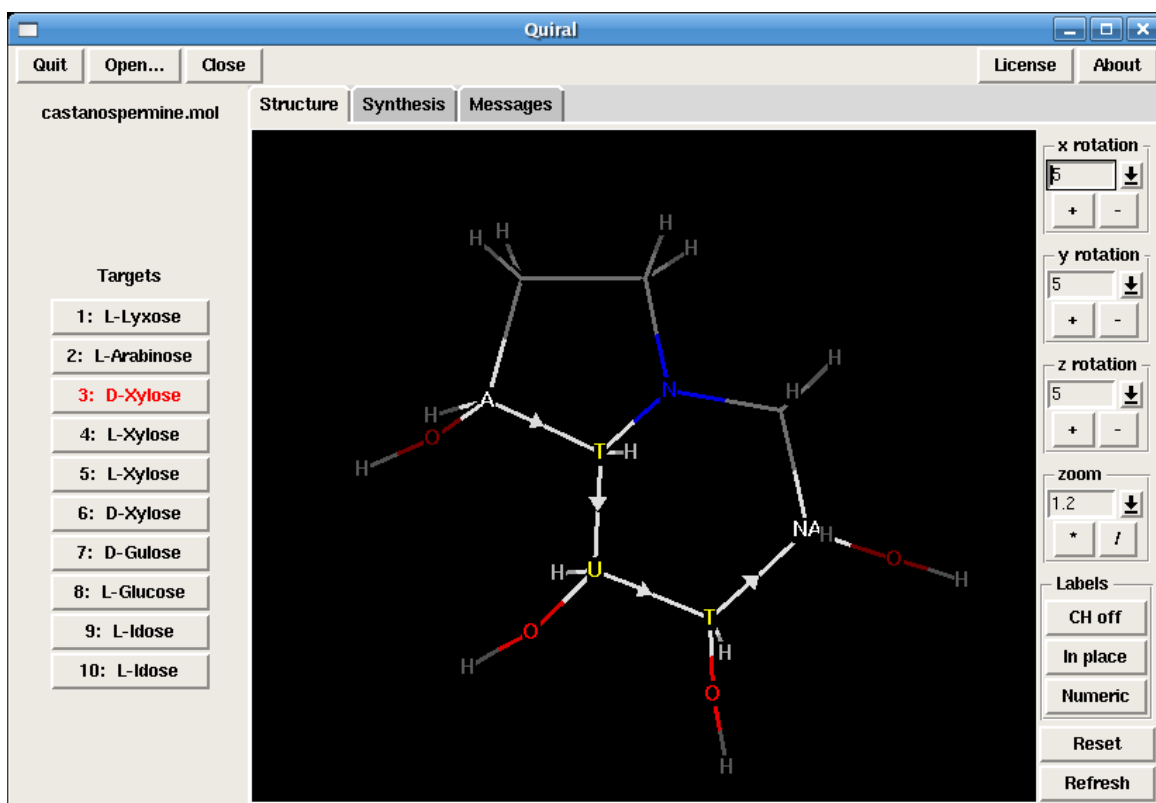 Quiral
Quit Open... Close License About
castanospermine.mol
Structure Synthesis Messages
Targets
1: L-Lyxose
2: L-Arabinose
3: D-Xylose
4: L-Xylose
5: L-Xylose
6: D-Xylose
7: D-Gulose
8: L-Glucose
9: L-Idose
10: L-Idose
H H H H
N H H
A H O H
T H
NA H O H
H U
T H
O H
O H
x rotation
5
+ -
y rotation
5
+ -
z rotation
5
+ -
zoom
1.2
* /
Labels
CH off
In place
Numeric
Reset
Refresh